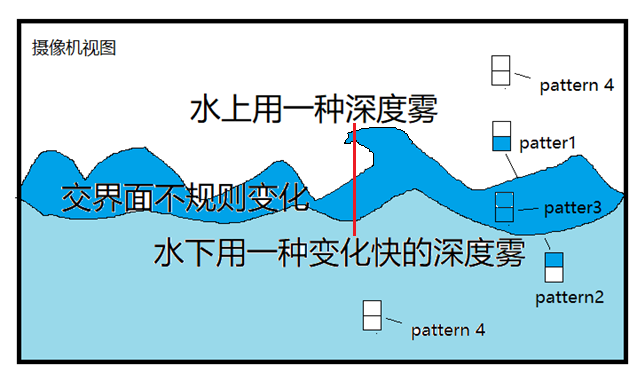 摄像机视图
pattern 4
水上用一种深度雾
patter1
交界面不规则变化
patter3
水下用一种变化快的深度雾
pattern2
pattern 4